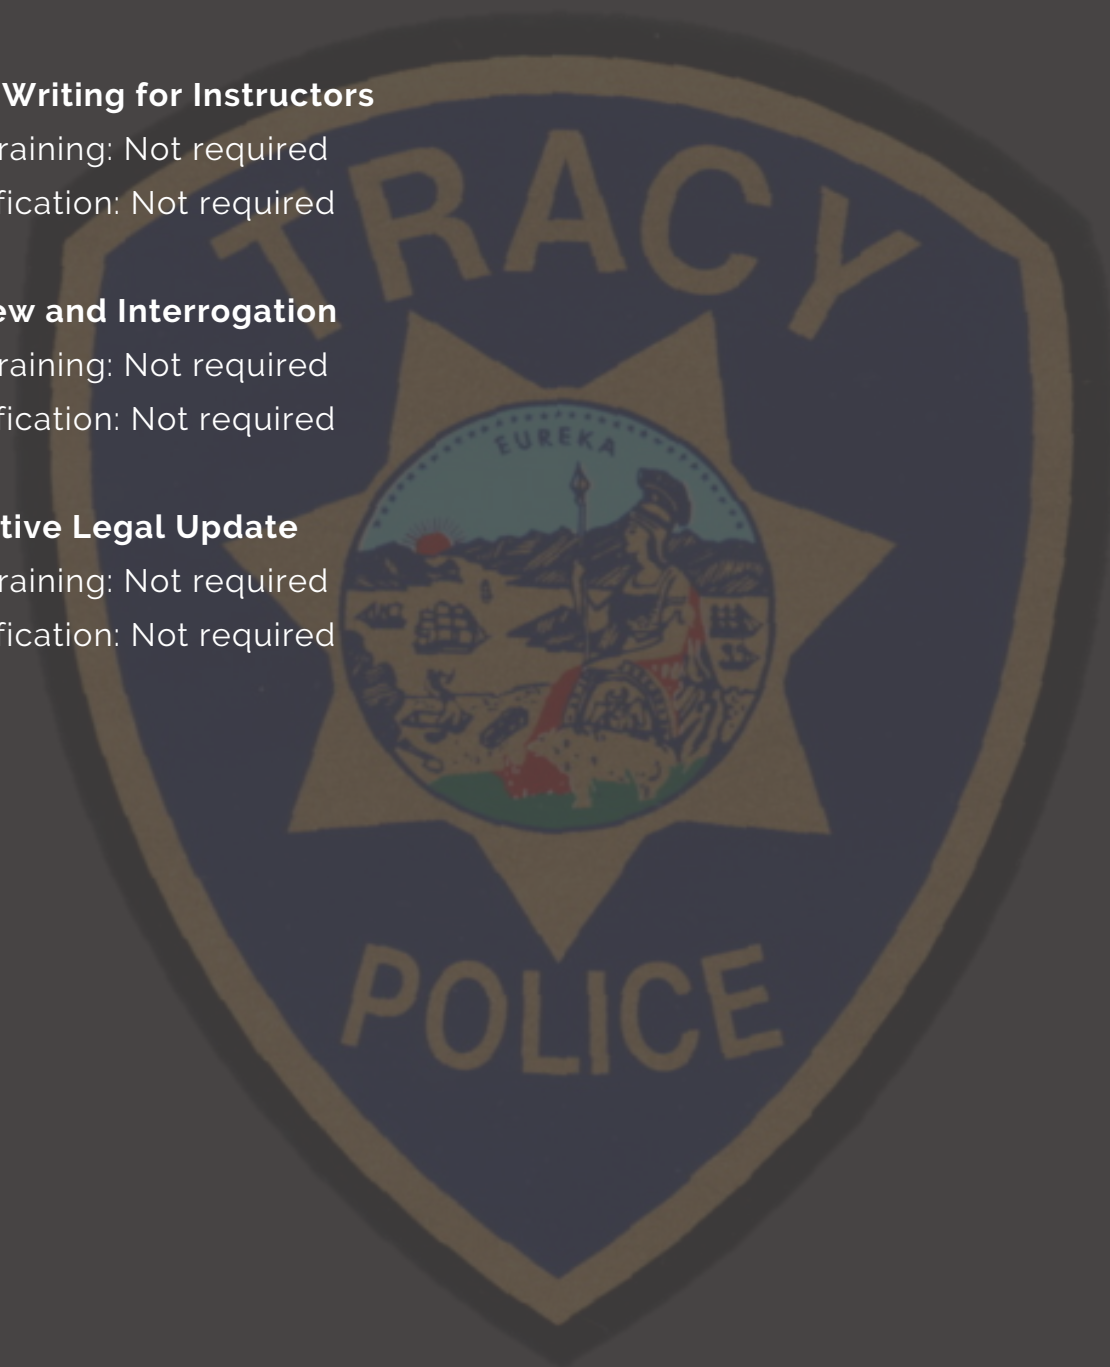 Writing for Instructors
raining: Not required
fication: Not required
ew and Interrogation
raining: Not required
fication: Not required
tive Legal Update
raining: Not required
fication: Not required
TRACY
EUREKA
POLICE